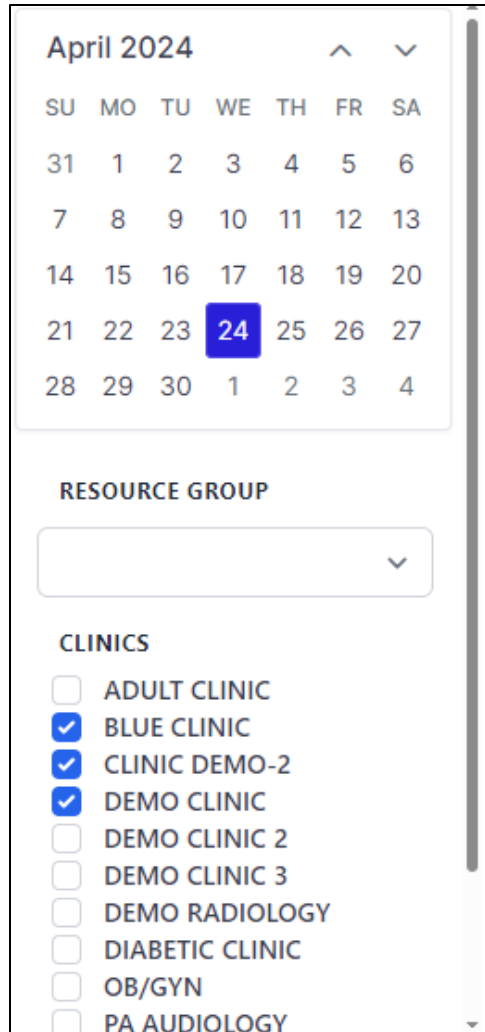 April 2024
SU MO TU WE TH FR SA
31 1 2 3 4 5 6
7 8 9 10 11 12 13
14 15 16 17 18 19 20
21 22 23 24 25 26 27
28 29 30 1 2 3 4
RESOURCE GROUP
CLINICS
ADULT CLINIC
BLUE CLINIC
CLINIC DEMO-2
DEMO CLINIC
DEMO CLINIC 2
DEMO CLINIC 3
DEMO RADIOLOGY
DIABETIC CLINIC
OB/GYN
PA AUDIOLOGY